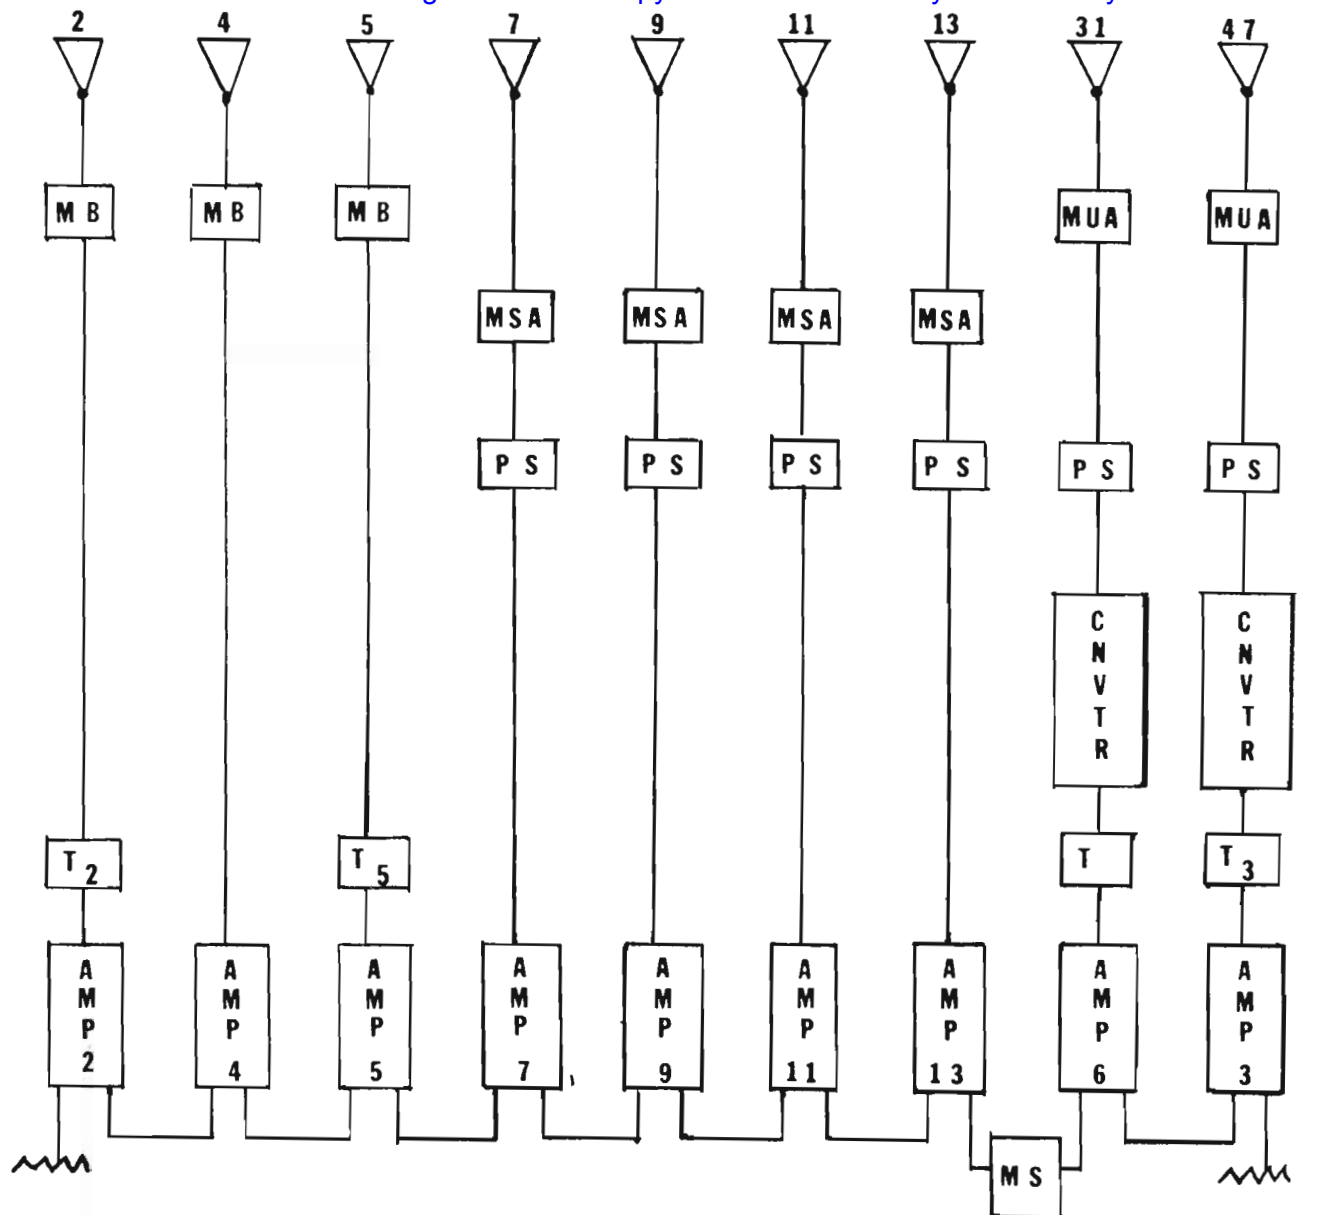 2 4 5 7 9 11 13 31 47
MB MB MB MUA MUA
MSA MSA MSA MSA
PS PS PS PS PS PS
CNVTR CNVTR
T2 T5 T T3
AMP 2 AMP 4 AMP 5 AMP 7 AMP 9 AMP 11 AMP 13 AMP 6 AMP 3
MS